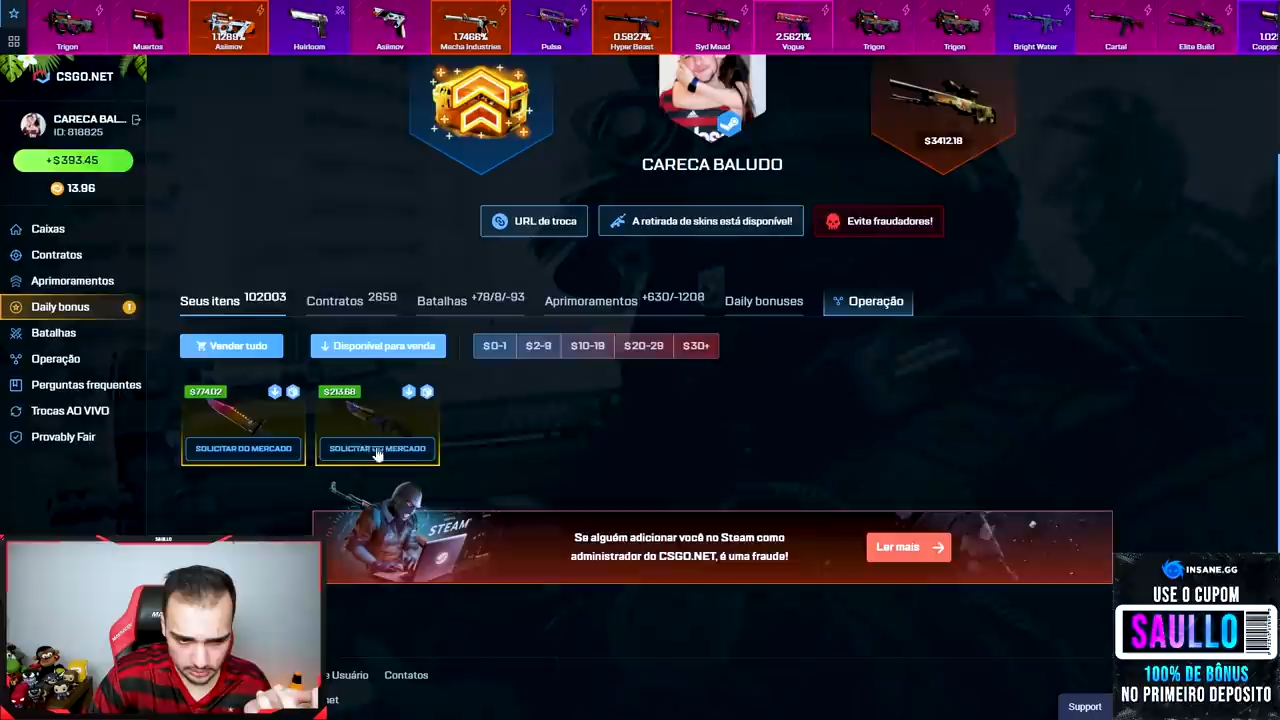 Trigon
Muertos
1.1269%
Asiimov
Heirloom
Asiimov
1.7466%
Mecha Industries
Pulse
0.5827%
Hyper Beast
Syd Mead
2.5621%
Vogue
Trigon
Trigon
Bright Water
Cartel
Elite Build
1.02
Copper
CSGO.NET
CARECA BAL...
ID: 818825
+$393.45
13.96
Caixas
Contratos
Aprimoramentos
Daily bonus 1
Batalhas
Operação
Perguntas frequentes
Trocas AO VIVO
Provably Fair
$3412.18
CARECA BALUDO
URL de troca
A retirada de skins está disponível!
Evite fraudadores!
Seus itens 102003
Contratos 2658
Batalhas +78/8/-93
Aprimoramentos +630/-1208
Daily bonuses
Operação
Vender tudo
Disponível para venda
$0-1
$2-9
$10-19
$20-29
$30+
$774.02
SOLICITAR DO MERCADO
$213.68
SOLICITAR DO MERCADO
STEAM
Se alguém adicionar você no Steam como
administrador do CSGO.NET, é uma fraude!
Ler mais
SAULLO
e Usuário
Contatos
net
INSANE.GG
USE O CUPOM
SAULLO
100% DE BÔNUS
NO PRIMEIRO DEPOSITO
Support